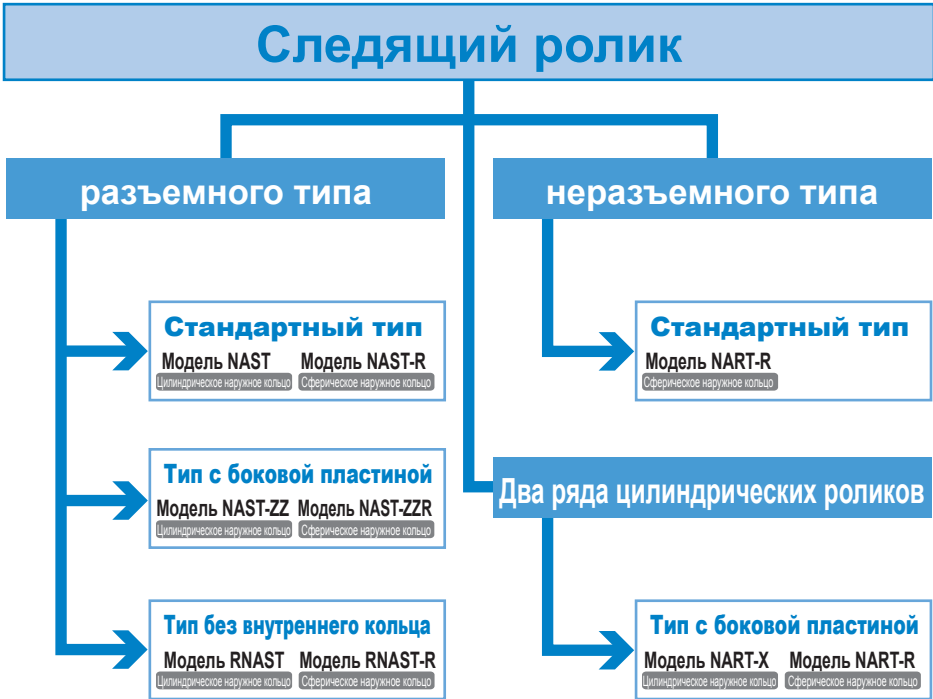 Следящий ролик
разъемного типа
неразъемного типа
Стандартный тип
Модель NAST Модель NAST-R
Цилиндрическое наружное кольцо Сферическое наружное кольцо
Стандартный тип
Модель NART-R
Сферическое наружное кольцо
Тип с боковой пластиной
Модель NAST-ZZ Модель NAST-ZZR
Цилиндрическое наружное кольцо Сферическое наружное кольцо
Два ряда цилиндрических роликов
Тип без внутреннего кольца
Модель RNAST Модель RNAST-R
Цилиндрическое наружное кольцо Сферическое наружное кольцо
Тип с боковой пластиной
Модель NART-X Модель NART-R
Цилиндрическое наружное кольцо Сферическое наружное кольцо